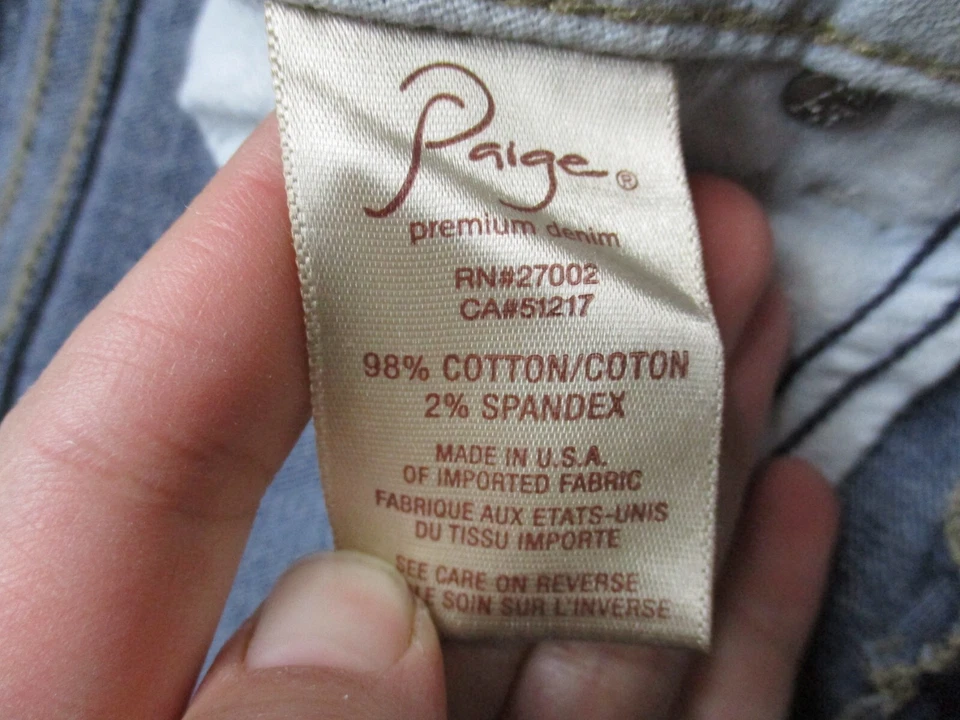 Paige®
premium denim
RN#27002
CA#51217
98% COTTON/COTON
2% SPANDEX
MADE IN U.S.A.
OF IMPORTED FABRIC
FABRIQUE AUX ETATS-UNIS
DU TISSU IMPORTE
SEE CARE ON REVERSE
LE SOIN SUR L'INVERSE